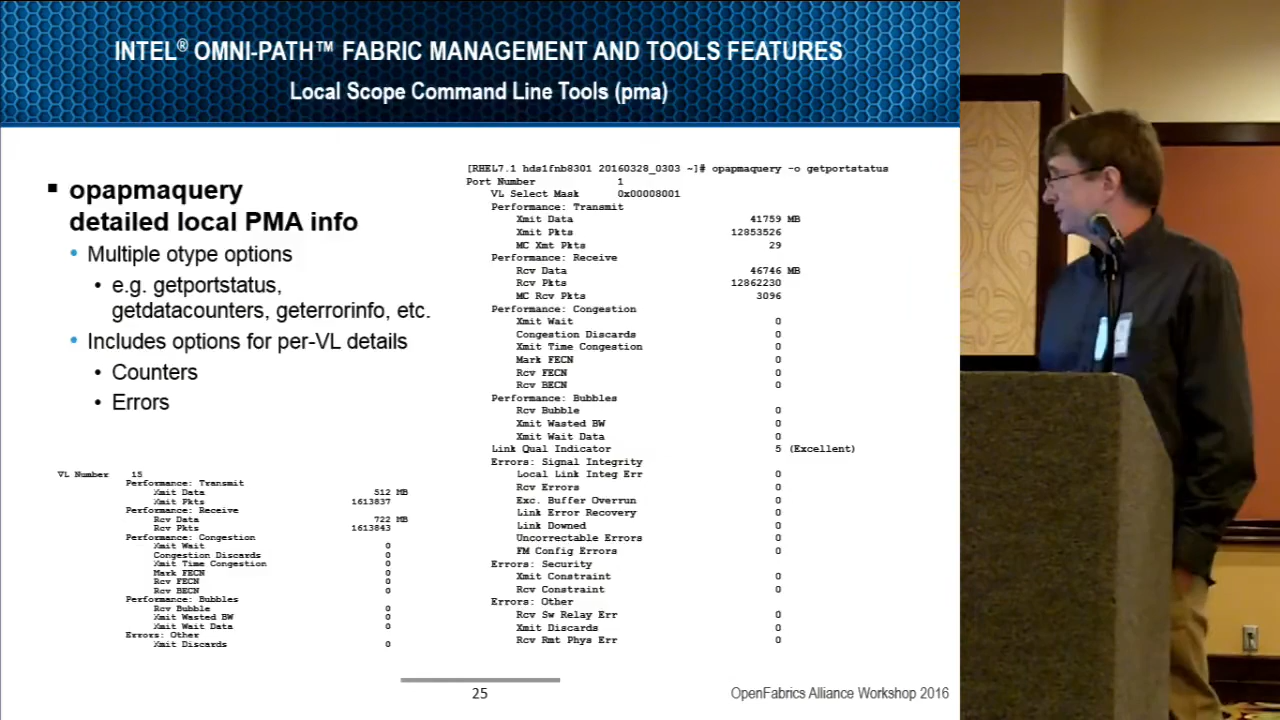 INTEL® OMNI-PATH™ FABRIC MANAGEMENT AND TOOLS FEATURES
Local Scope Command Line Tools (pma)
▪ opapmaquery
detailed local PMA info
• Multiple otype options
• e.g. getportstatus,
getdatacounters, geterrorinfo, etc.
• Includes options for per-VL details
• Counters
• Errors
VL Number 15
Performance: Transmit
Xmit Data 512 MB
Xmit Pkts 1613837
Performance: Receive
Rcv Data 722 MB
Rcv Pkts 1613843
Performance: Congestion
Xmit Wait 0
Congestion Discards 0
Xmit Time Congestion 0
Mark FECN 0
Rcv FECN 0
Rcv BECN 0
Performance: Bubbles
Rcv Bubble 0
Xmit Wasted BW 0
Xmit Wait Data 0
Errors: Other
Xmit Discards 0
[RHEL7.1 hds1fnb8301 20160328_0303 ~]# opapmaquery -o getportstatus
Port Number 1
VL Select Mask 0x00008001
Performance: Transmit
Xmit Data 41759 MB
Xmit Pkts 12853526
MC Xmt Pkts 29
Performance: Receive
Rcv Data 46746 MB
Rcv Pkts 12862230
MC Rcv Pkts 3096
Performance: Congestion
Xmit Wait 0
Congestion Discards 0
Xmit Time Congestion 0
Mark FECN 0
Rcv FECN 0
Rcv BECN 0
Performance: Bubbles
Rcv Bubble 0
Xmit Wasted BW 0
Xmit Wait Data 0
Link Qual Indicator 5 (Excellent)
Errors: Signal Integrity
Local Link Integ Err 0
Rcv Errors 0
Exc. Buffer Overrun 0
Link Error Recovery 0
Link Downed 0
Uncorrectable Errors 0
FM Config Errors 0
Errors: Security
Xmit Constraint 0
Rcv Constraint 0
Errors: Other
Rcv Sw Relay Err 0
Xmit Discards 0
Rcv Rmt Phys Err 0
25
OpenFabrics Alliance Workshop 2016